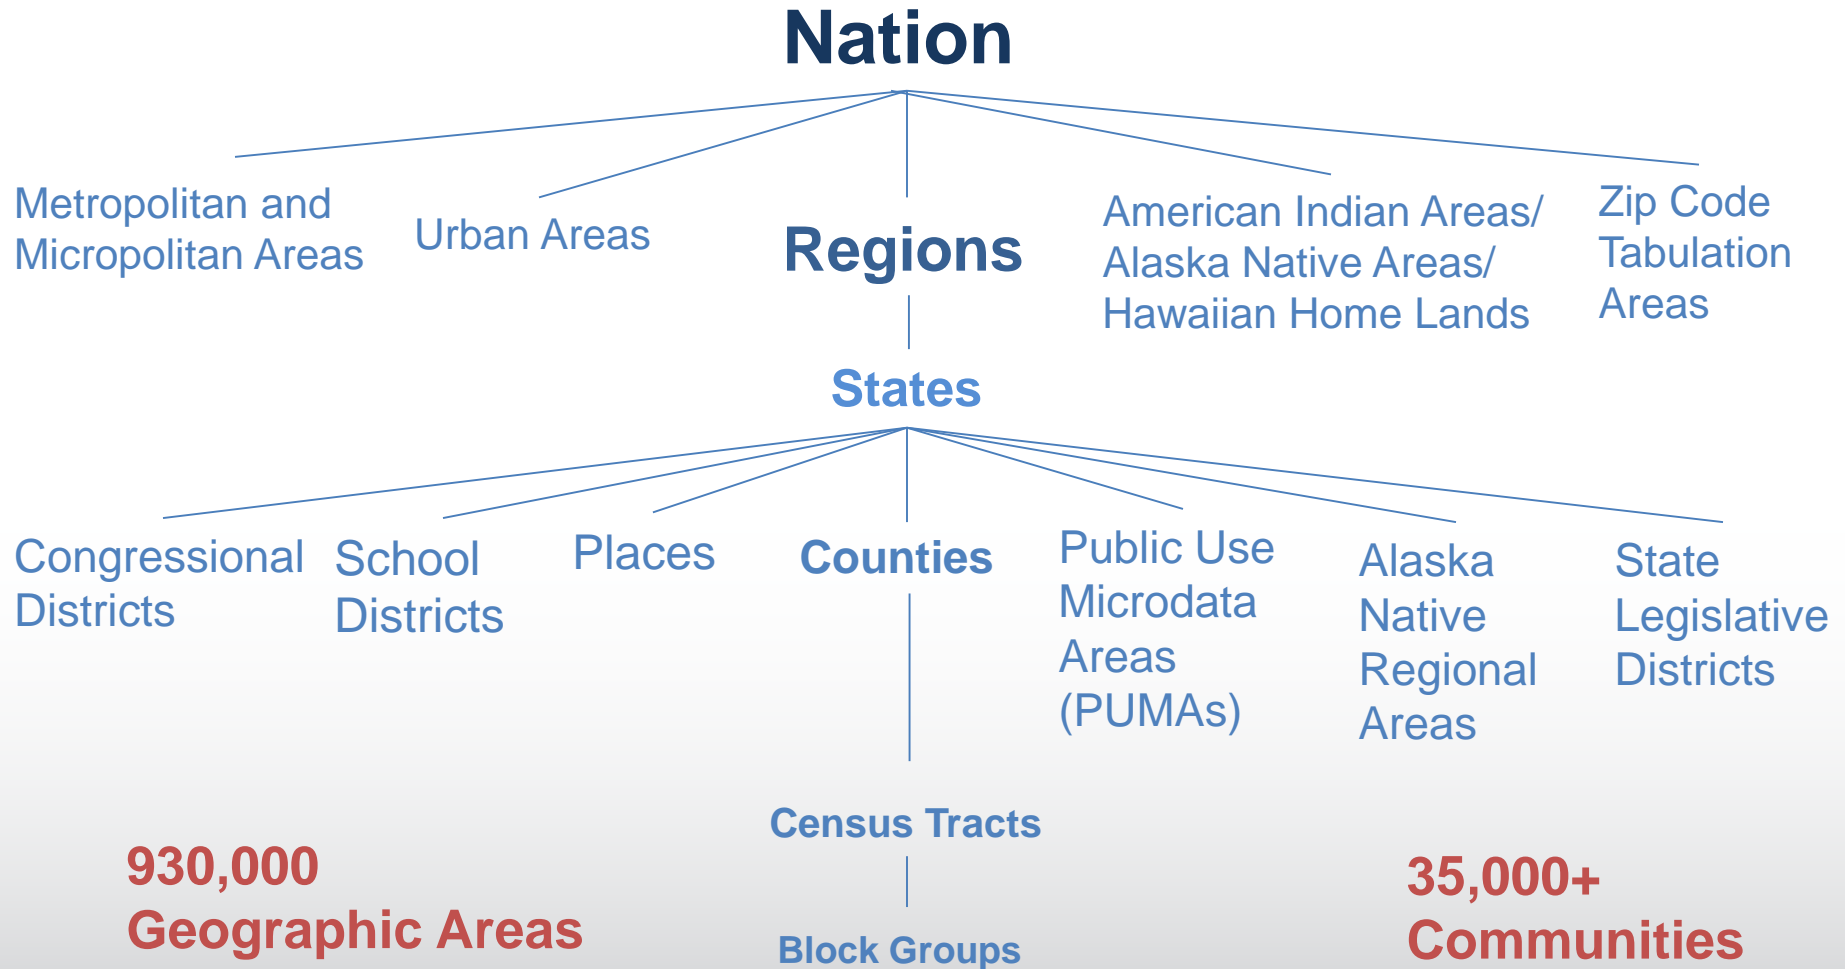 Nation
Metropolitan and
Micropolitan Areas
Urban Areas
Regions
American Indian Areas/
Alaska Native Areas/
Hawaiian Home Lands
Zip Code
Tabulation
Areas
States
Congressional
Districts
School
Districts
Places
Counties
Public Use
Microdata
Areas
(PUMAs)
Alaska
Native
Regional
Areas
State
Legislative
Districts
Census Tracts
930,000
Geographic Areas
Block Groups
35,000+
Communities